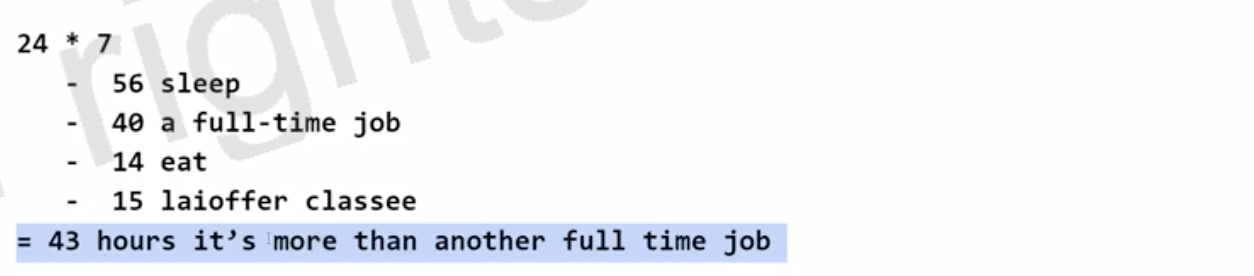 right
24 * 7
- 56 sleep
- 40 a full-time job
- 14 eat
- 15 laioffer classee
= 43 hours it’s more than another full time job